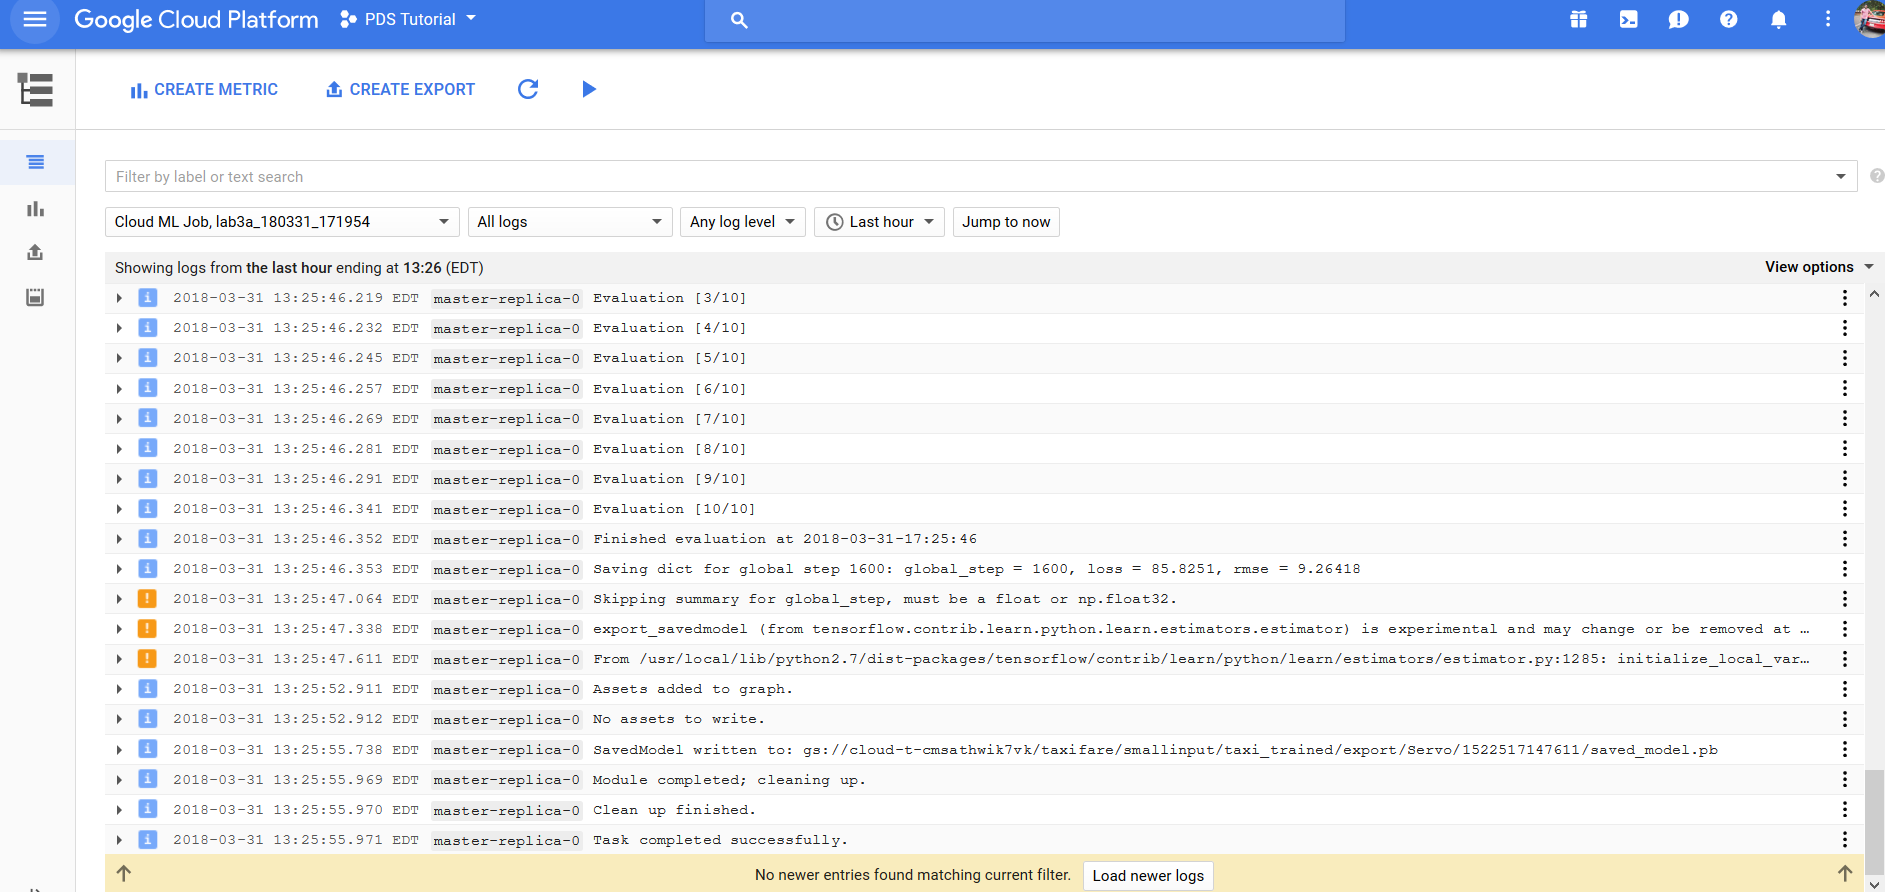 Google Cloud Platform PDS Tutorial
CREATE METRIC CREATE EXPORT
Filter by label or text search
Cloud ML Job, lab3a_180331_171954 All logs Any log level Last hour Jump to now
Showing logs from the last hour ending at 13:26 (EDT) View options
i 2018-03-31 13:25:46.219 EDT master-replica-0 Evaluation [3/10]
i 2018-03-31 13:25:46.232 EDT master-replica-0 Evaluation [4/10]
i 2018-03-31 13:25:46.245 EDT master-replica-0 Evaluation [5/10]
i 2018-03-31 13:25:46.257 EDT master-replica-0 Evaluation [6/10]
i 2018-03-31 13:25:46.269 EDT master-replica-0 Evaluation [7/10]
i 2018-03-31 13:25:46.281 EDT master-replica-0 Evaluation [8/10]
i 2018-03-31 13:25:46.291 EDT master-replica-0 Evaluation [9/10]
i 2018-03-31 13:25:46.341 EDT master-replica-0 Evaluation [10/10]
i 2018-03-31 13:25:46.352 EDT master-replica-0 Finished evaluation at 2018-03-31-17:25:46
i 2018-03-31 13:25:46.353 EDT master-replica-0 Saving dict for global step 1600: global_step = 1600, loss = 85.8251, rmse = 9.26418
! 2018-03-31 13:25:47.064 EDT master-replica-0 Skipping summary for global_step, must be a float or np.float32.
! 2018-03-31 13:25:47.338 EDT master-replica-0 export_savedmodel (from tensorflow.contrib.learn.python.learn.estimators.estimator) is experimental and may change or be removed at …
! 2018-03-31 13:25:47.611 EDT master-replica-0 From /usr/local/lib/python2.7/dist-packages/tensorflow/contrib/learn/python/learn/estimators/estimator.py:1285: initialize_local_var…
i 2018-03-31 13:25:52.911 EDT master-replica-0 Assets added to graph.
i 2018-03-31 13:25:52.912 EDT master-replica-0 No assets to write.
i 2018-03-31 13:25:55.738 EDT master-replica-0 SavedModel written to: gs://cloud-t-cmsathwik7vk/taxifare/smallinput/taxi_trained/export/Servo/1522517147611/saved_model.pb
i 2018-03-31 13:25:55.969 EDT master-replica-0 Module completed; cleaning up.
i 2018-03-31 13:25:55.970 EDT master-replica-0 Clean up finished.
i 2018-03-31 13:25:55.971 EDT master-replica-0 Task completed successfully.
No newer entries found matching current filter. Load newer logs